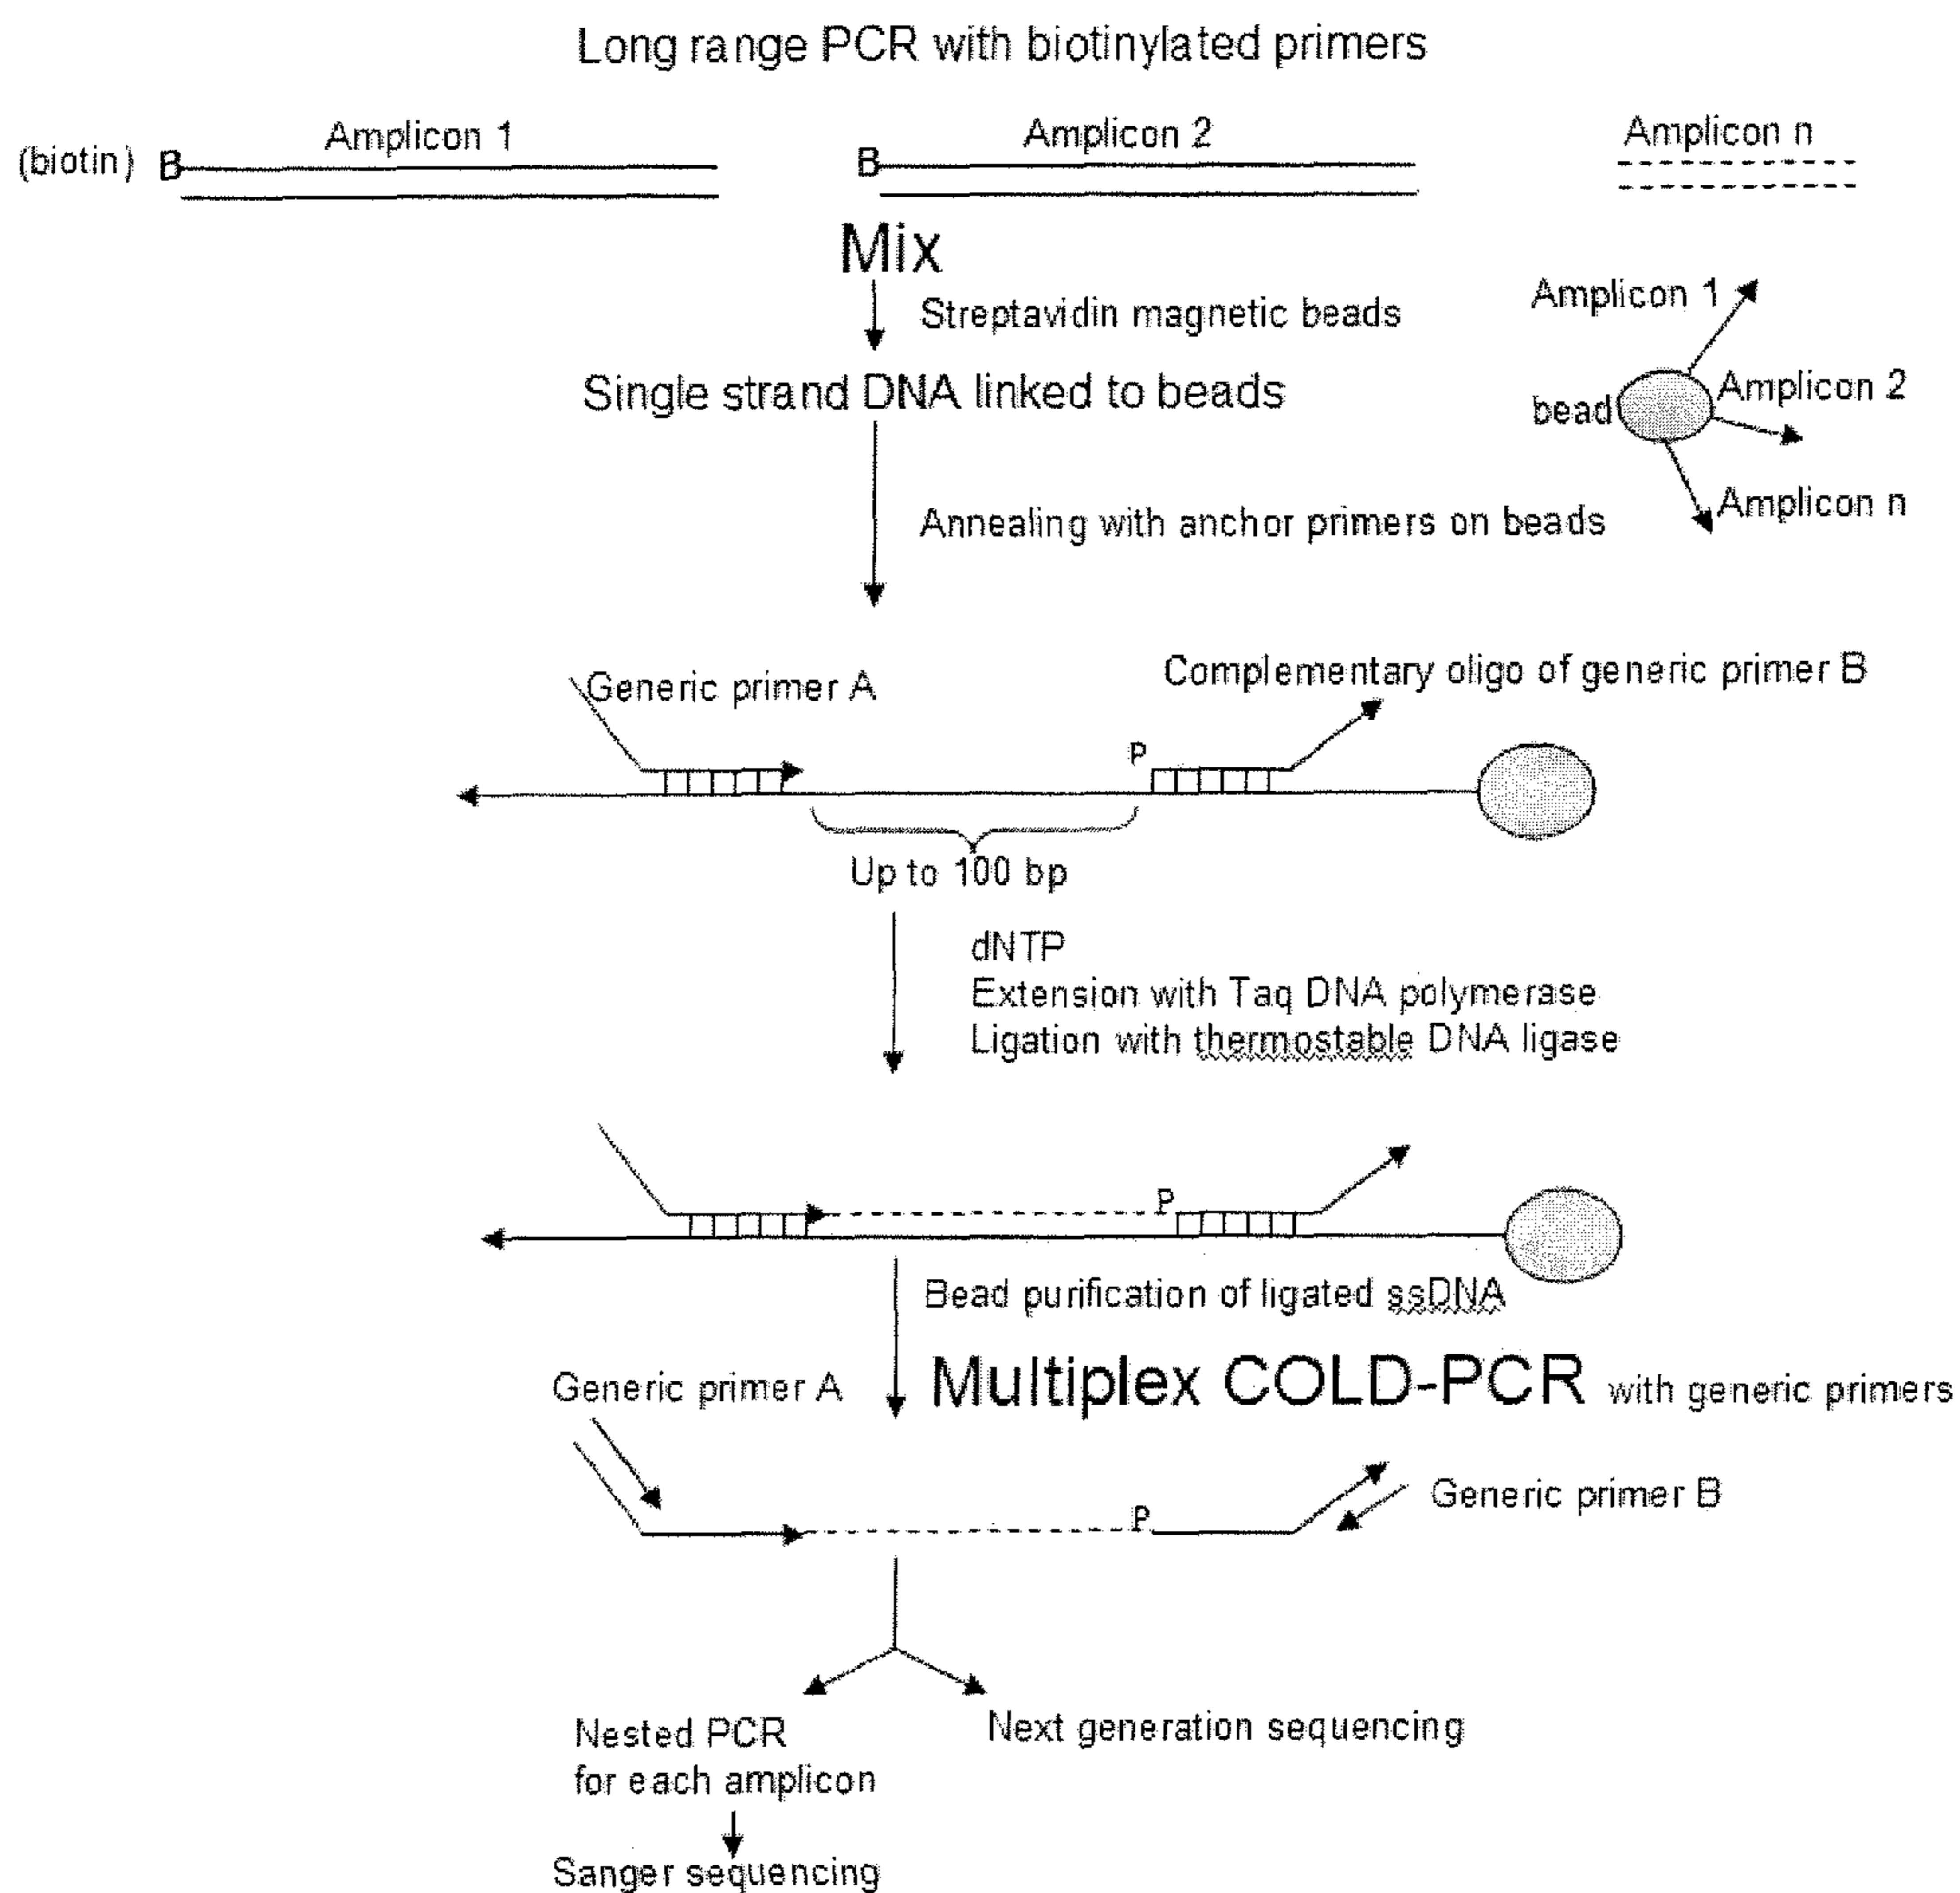 Long range PCR with biotinylated primers
Amplicon 1
Amplicon 2
Amplicon n
(biotin) B
B
Mix
Streptavidin magnetic beads
Single strand DNA linked to beads
Amplicon 1
bead
Amplicon 2
Amplicon n
Annealing with anchor primers on beads
Generic primer A
Complementary oligo of generic primer B
P
Up to 100 bp
dNTP
Extension with Taq DNA polymerase
Ligation with thermostable DNA ligase
P
Bead purification of ligated ssDNA
Multiplex COLD-PCR with generic primers
Generic primer A
Generic primer B
P
Nested PCR
for each amplicon
Next generation sequencing
Sanger sequencing